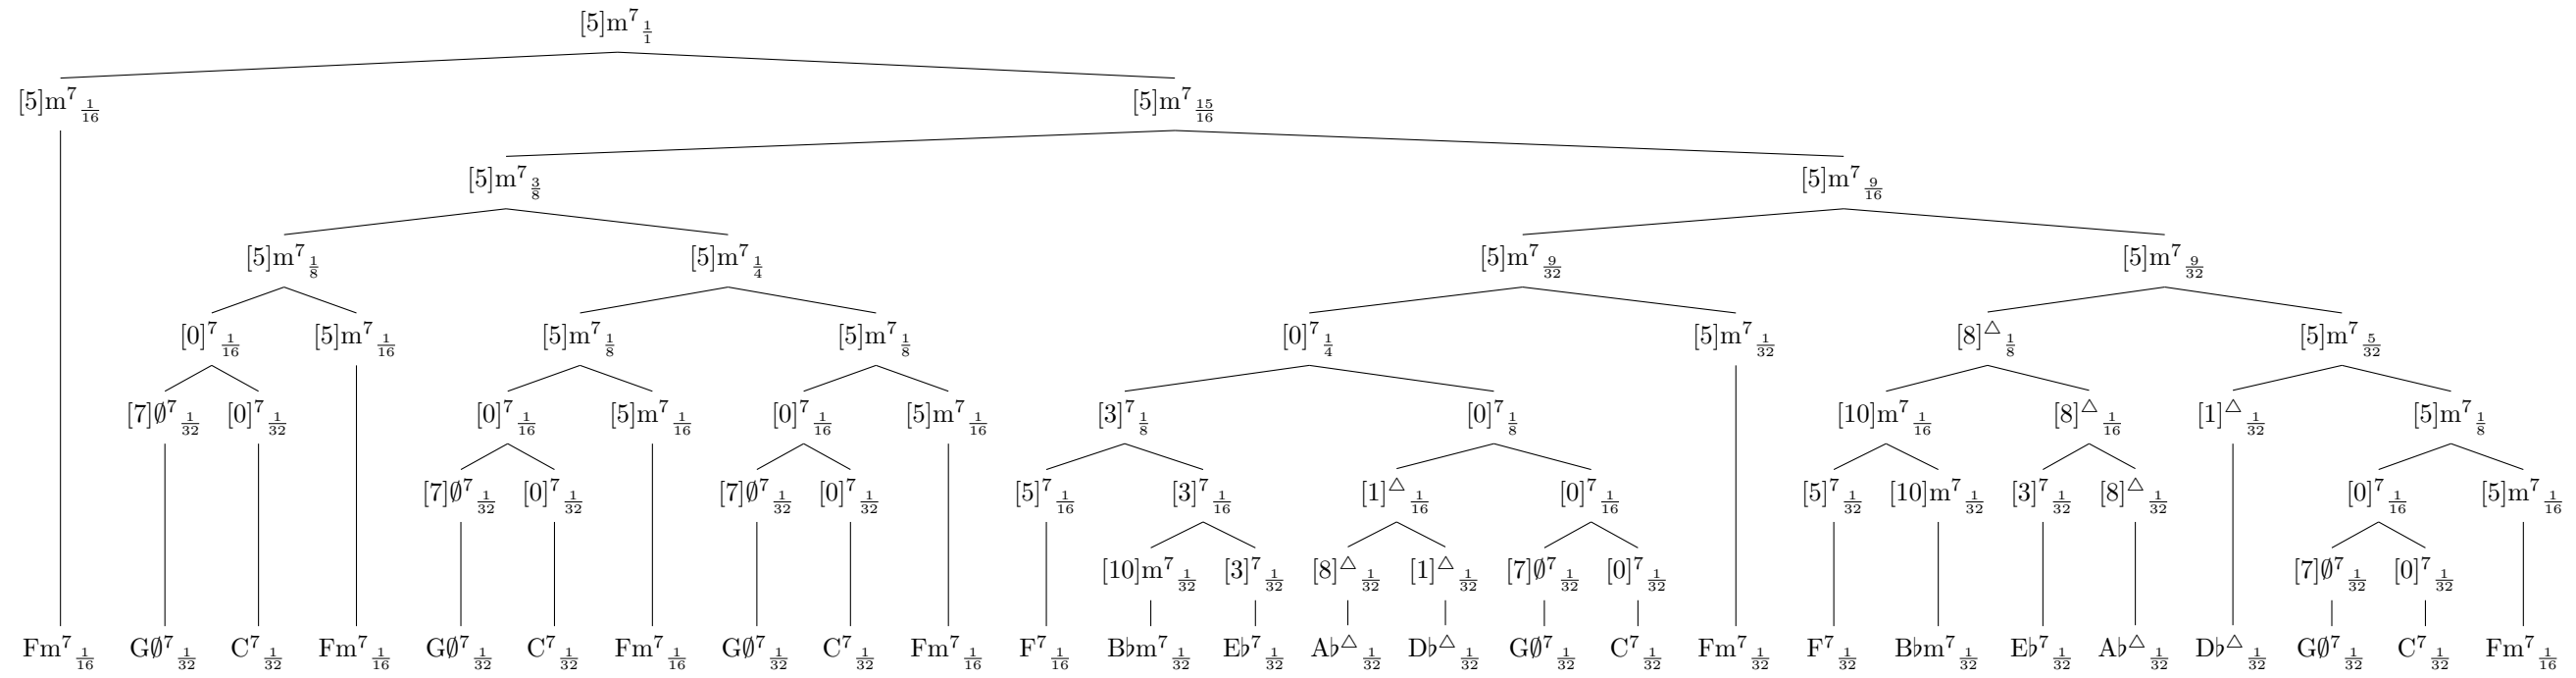 [5]m⁷ 1/1
[5]m⁷ 1/16 [5]m⁷ 15/16
[5]m⁷ 3/8 [5]m⁷ 9/16
[5]m⁷ 1/8 [5]m⁷ 1/4 [5]m⁷ 9/32 [5]m⁷ 9/32
[0]⁷ 1/16 [5]m⁷ 1/16 [5]m⁷ 1/8 [5]m⁷ 1/8 [0]⁷ 1/4 [5]m⁷ 1/32 [8]△ 1/8 [5]m⁷ 5/32
[7]∅⁷ 1/32 [0]⁷ 1/32 [0]⁷ 1/16 [5]m⁷ 1/16 [0]⁷ 1/16 [5]m⁷ 1/16 [3]⁷ 1/8 [0]⁷ 1/8 [10]m⁷ 1/16 [8]△ 1/16 [1]△ 1/32 [5]m⁷ 1/8
[7]∅⁷ 1/32 [0]⁷ 1/32 [7]∅⁷ 1/32 [0]⁷ 1/32 [5]⁷ 1/16 [3]⁷ 1/16 [1]△ 1/16 [0]⁷ 1/16 [5]⁷ 1/32 [10]m⁷ 1/32 [3]⁷ 1/32 [8]△ 1/32 [0]⁷ 1/16 [5]m⁷ 1/16
[10]m⁷ 1/32 [3]⁷ 1/32 [8]△ 1/32 [1]△ 1/32 [7]∅⁷ 1/32 [0]⁷ 1/32 [7]∅⁷ 1/32 [0]⁷ 1/32
Fm⁷ 1/16 G∅⁷ 1/32 C⁷ 1/32 Fm⁷ 1/16 G∅⁷ 1/32 C⁷ 1/32 Fm⁷ 1/16 G∅⁷ 1/32 C⁷ 1/32 Fm⁷ 1/16 F⁷ 1/16 B♭m⁷ 1/32 E♭⁷ 1/32 A♭△ 1/32 D♭△ 1/32 G∅⁷ 1/32 C⁷ 1/32 Fm⁷ 1/32 F⁷ 1/32 B♭m⁷ 1/32 E♭⁷ 1/32 A♭△ 1/32 D♭△ 1/32 G∅⁷ 1/32 C⁷ 1/32 Fm⁷ 1/16